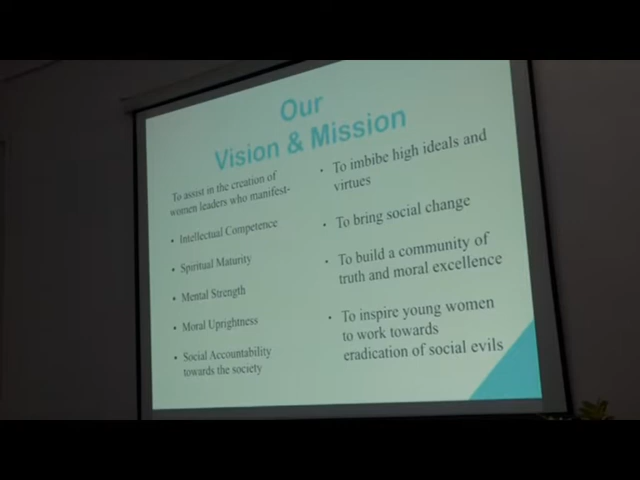 Our
Vision & Mission
To assist in the creation of
women leaders who manifest-
• Intellectual Competence
• Spiritual Maturity
• Mental Strength
• Moral Uprightness
• Social Accountability
towards the society
• To imbibe high ideals and
virtues
• To bring social change
• To build a community of
truth and moral excellence
• To inspire young women
to work towards
eradication of social evils